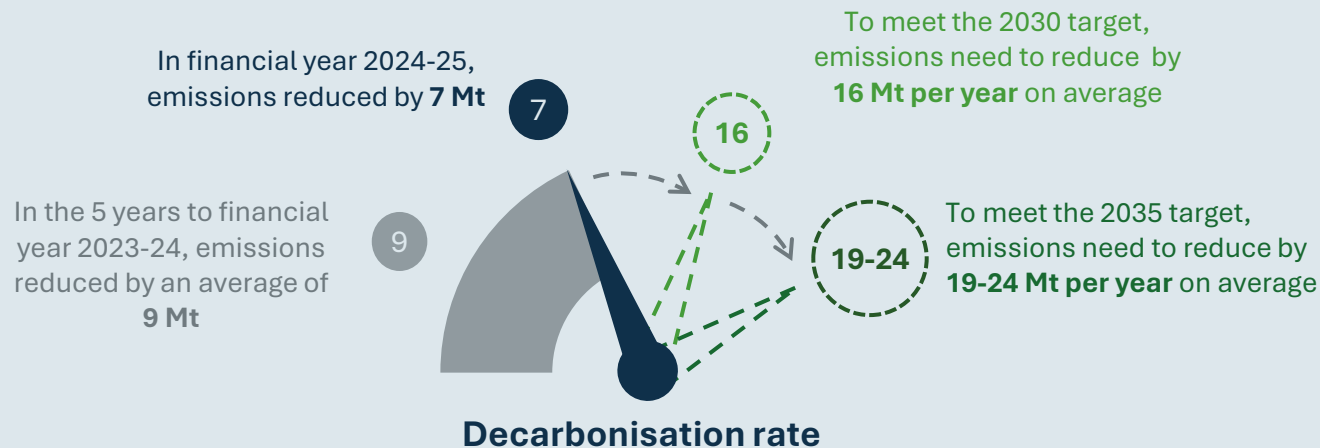 To meet the 2030 target,
emissions need to reduce by
16 Mt per year on average
In financial year 2024-25,
emissions reduced by 7 Mt
7
16
In the 5 years to financial
year 2023-24, emissions
reduced by an average of
9 Mt
9
19-24
To meet the 2035 target,
emissions need to reduce by
19-24 Mt per year on average
Decarbonisation rate